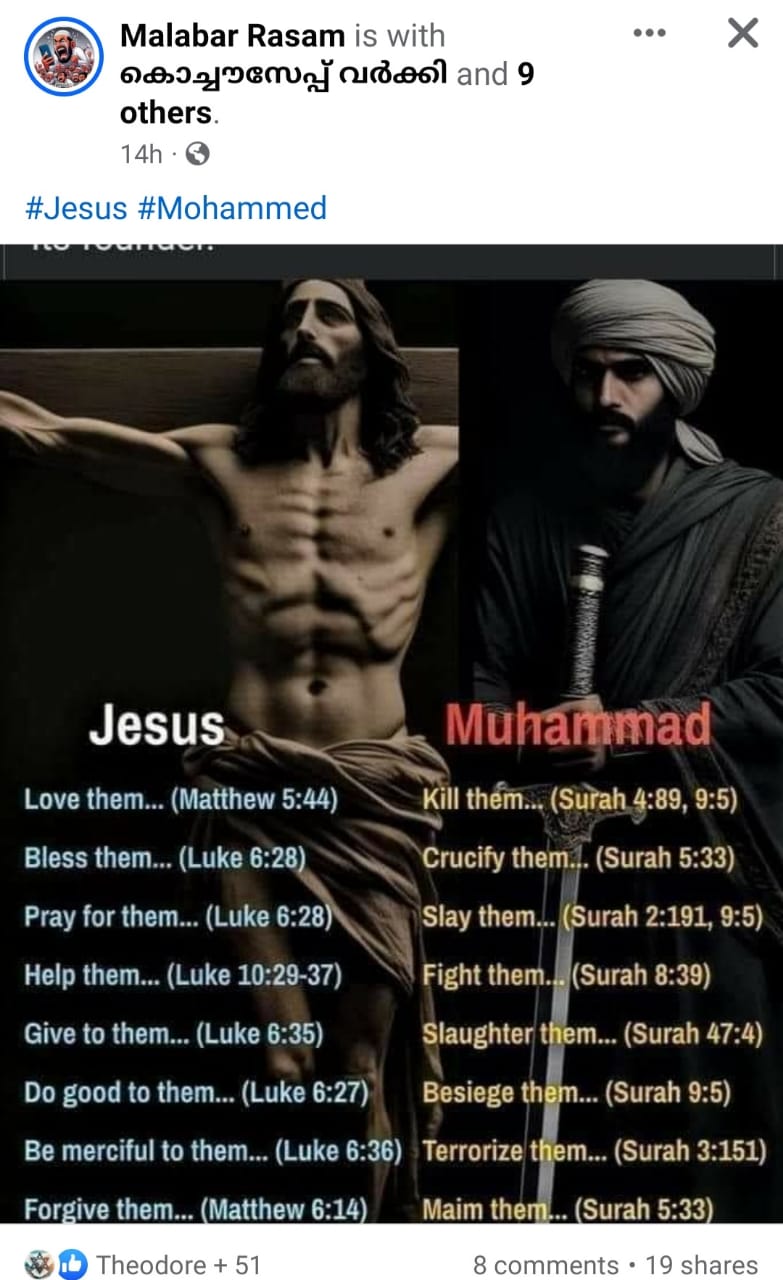 Malabar Rasam is with
കൊച്ചൗസേപ്പ് വർക്കി and 9
others.
14h ·
#Jesus #Mohammed
its founder.
Jesus
Muhammad
Love them... (Matthew 5:44)
Kill them... (Surah 4:89, 9:5)
Bless them... (Luke 6:28)
Crucify them... (Surah 5:33)
Pray for them... (Luke 6:28)
Slay them... (Surah 2:191, 9:5)
Help them... (Luke 10:29-37)
Fight them... (Surah 8:39)
Give to them... (Luke 6:35)
Slaughter them... (Surah 47:4)
Do good to them... (Luke 6:27)
Besiege them... (Surah 9:5)
Be merciful to them... (Luke 6:36)
Terrorize them... (Surah 3:151)
Forgive them... (Matthew 6:14)
Maim them... (Surah 5:33)
Theodore + 51
8 comments • 19 shares